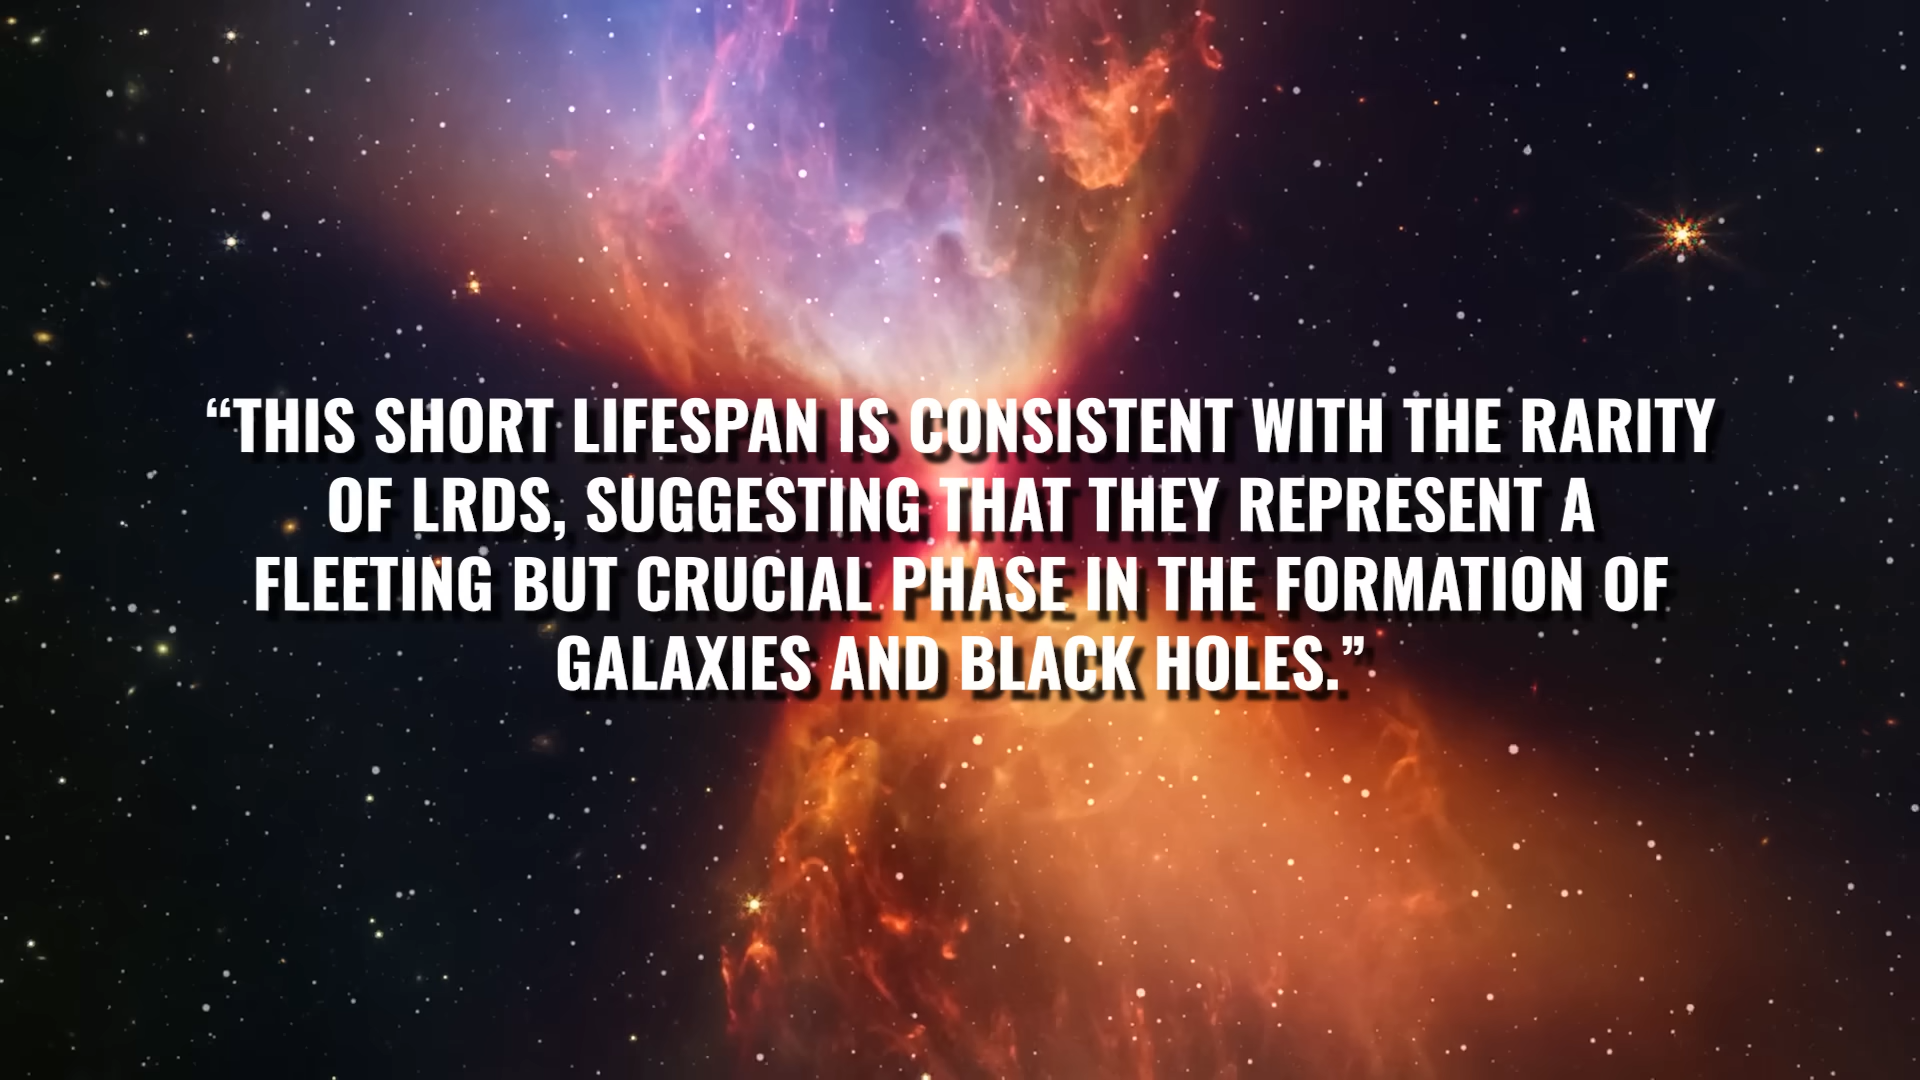 “THIS SHORT LIFESPAN IS CONSISTENT WITH THE RARITY
OF LRDS, SUGGESTING THAT THEY REPRESENT A
FLEETING BUT CRUCIAL PHASE IN THE FORMATION OF
GALAXIES AND BLACK HOLES.”